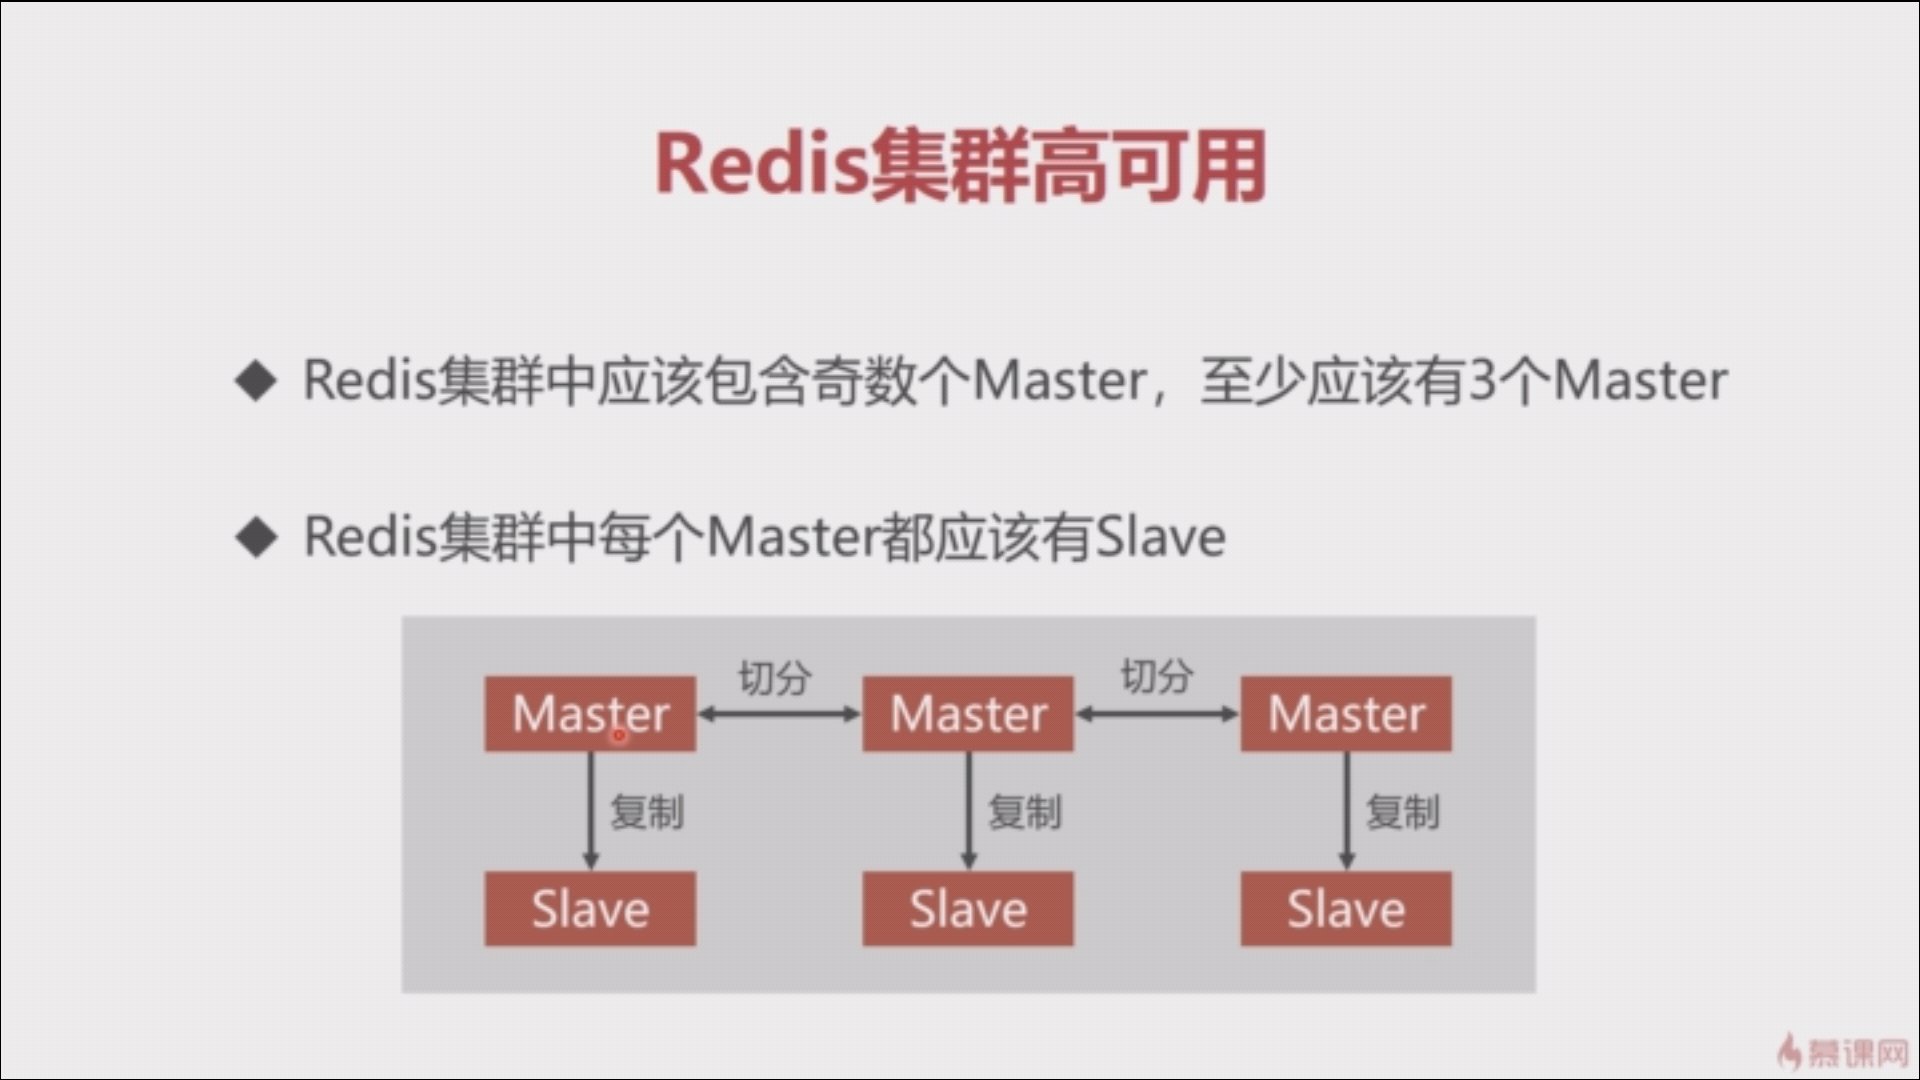 Redis集群高可用
Redis集群中应该包含奇数个Master，至少应该有3个Master
Redis集群中每个Master都应该有Slave
切分 切分
Master Master Master
复制 复制 复制
Slave Slave Slave
慕课网